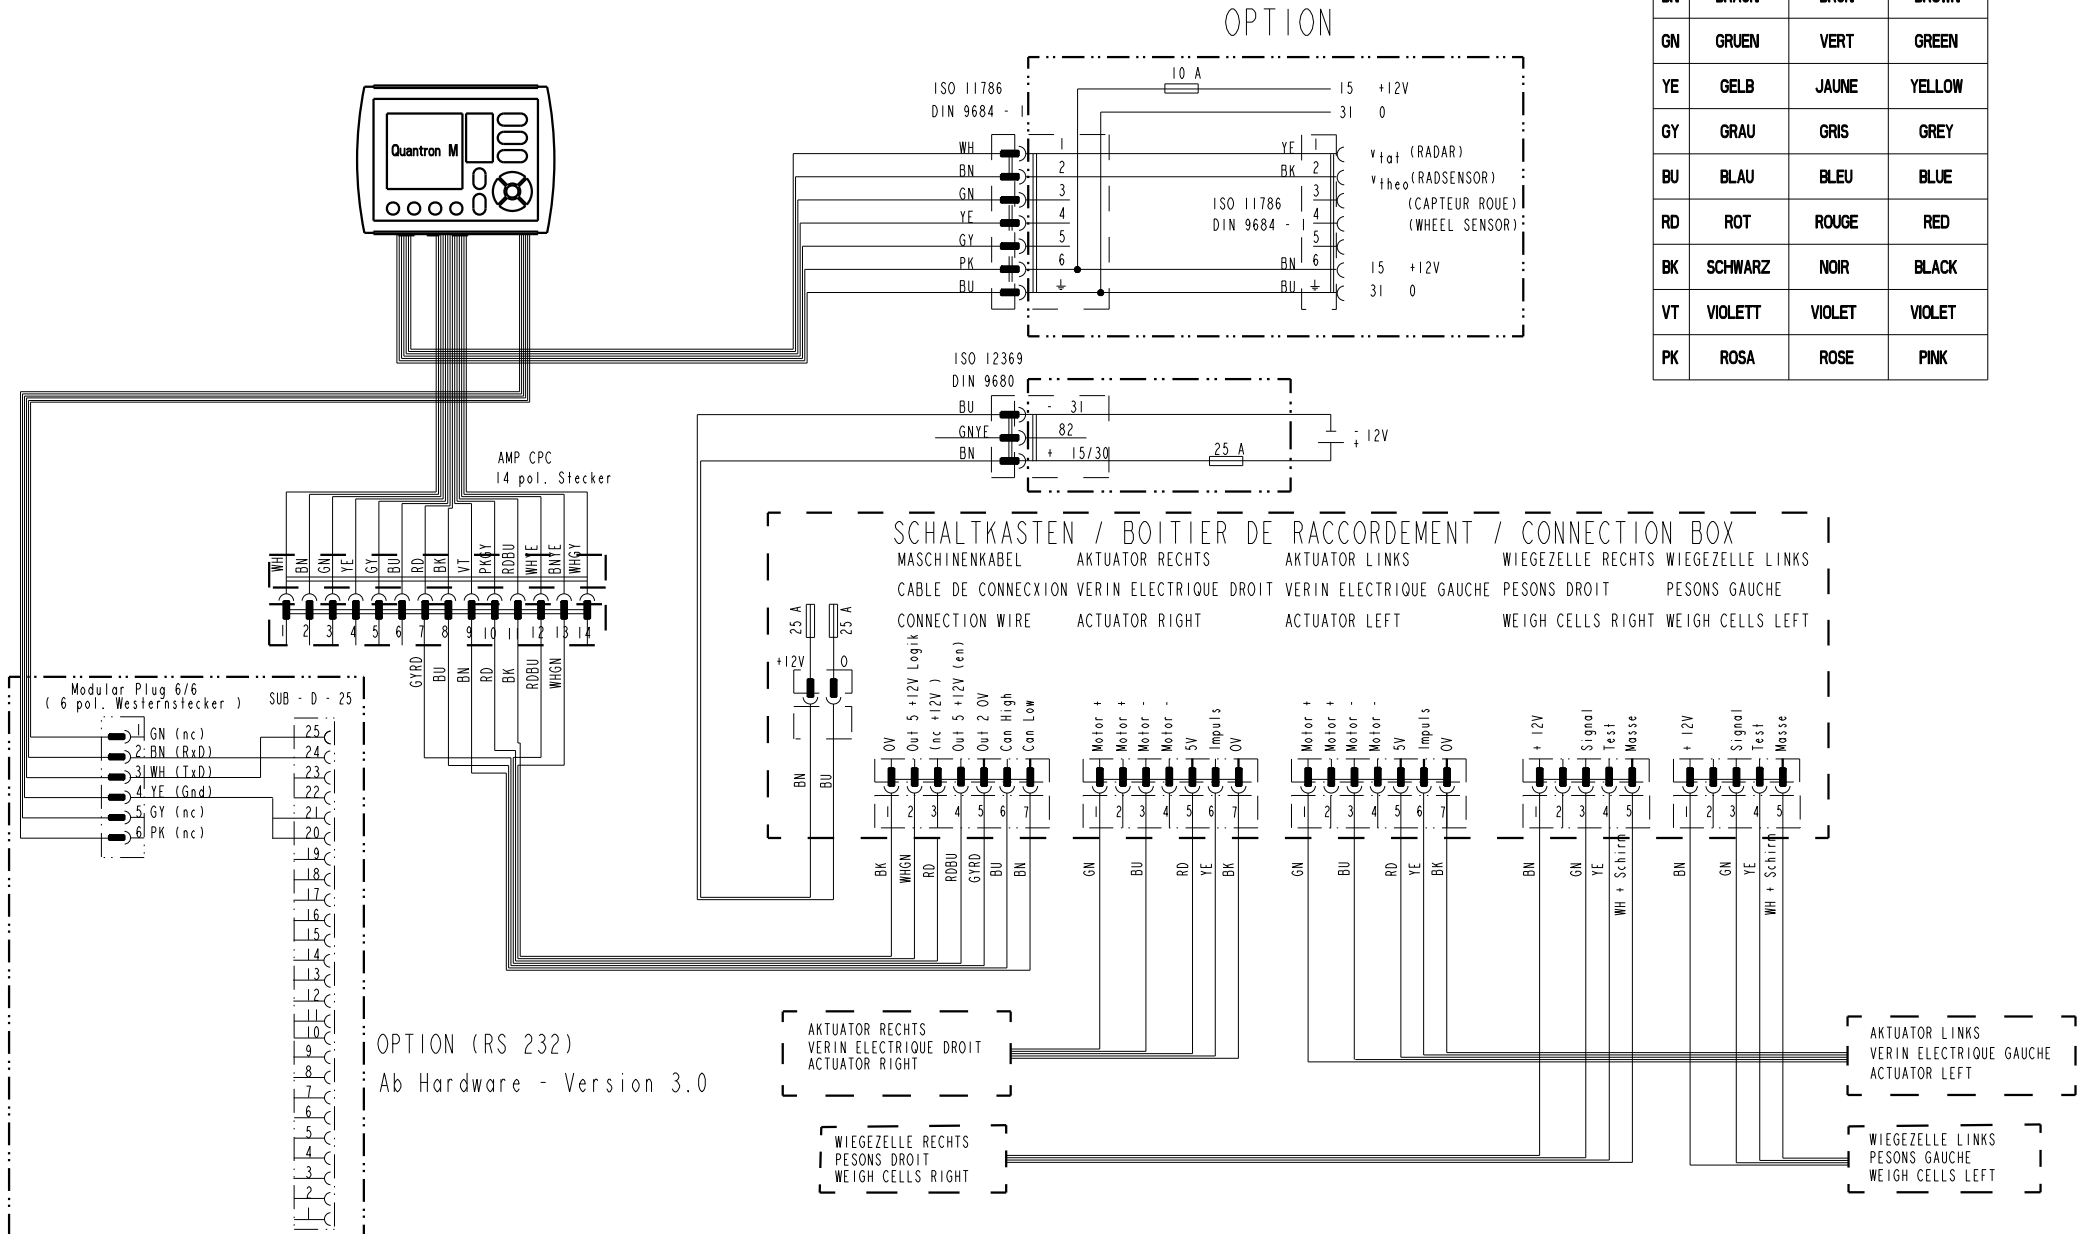 OPTION
BN BRAUN BRUN BROWN
GN GRUEN VERT GREEN
YE GELB JAUNE YELLOW
GY GRAU GRIS GREY
BU BLAU BLEU BLUE
RD ROT ROUGE RED
BK SCHWARZ NOIR BLACK
VT VIOLETT VIOLET VIOLET
PK ROSA ROSE PINK
Quantron M
ISO 11786
DIN 9684 - 1
10 A
15 +12V
31 0
WH 1 YE 1 vtat (RADAR)
BN 2 BK 2 vtheo (RADSENSOR)
GN 3 3 (CAPTEUR ROUE)
YE 4 4 (WHEEL SENSOR)
GY 5 5
PK 6 BN 6 15 +12V
BU BU 31 0
ISO 11786
DIN 9684 - 1
ISO 12369
DIN 9680
BU - 31
GNYE 82
BN + 15/30
25 A
- 12V
+
AMP CPC
14 pol. Stecker
WH BN GN YE GY BU RD BK VT PKGY RDBU WHYE BNYE WHGY
1 2 3 4 5 6 7 8 9 10 11 12 13 14
GYRD BU BN RD BK RDBU WHGN
SCHALTKASTEN / BOITIER DE RACCORDEMENT / CONNECTION BOX
MASCHINENKABEL AKTUATOR RECHTS AKTUATOR LINKS WIEGEZELLE RECHTS WIEGEZELLE LINKS
CABLE DE CONNECXION VERIN ELECTRIQUE DROIT VERIN ELECTRIQUE GAUCHE PESONS DROIT PESONS GAUCHE
CONNECTION WIRE ACTUATOR RIGHT ACTUATOR LEFT WEIGH CELLS RIGHT WEIGH CELLS LEFT
25 A 25 A
+12V 0
BN BU
0V
Out 5 +12V Logik
(nc +12V )
Out 5 +12V (en)
Out 2 0V
Can High
Can Low
1 2 3 4 5 6 7
BK WHGN RD RDBU GYRD BU BN
Motor + Motor + Motor - Motor - 5V Impuls 0V
1 2 3 4 5 6 7
GN BU RD YE BK
Motor + Motor + Motor - Motor - 5V Impuls 0V
1 2 3 4 5 6 7
GN BU RD YE BK
+ 12V Signal Test Masse
1 2 3 4 5
BN GN YE WH + Schirm
+ 12V Signal Test Masse
1 2 3 4 5
BN GN YE WH + Schirm
Modular Plug 6/6
( 6 pol. Westernstecker )
SUB - D - 25
1 GN (nc)
2 BN (RxD)
3 WH (TxD)
4 YE (Gnd)
5 GY (nc)
6 PK (nc)
25
24
23
22
21
20
19
18
17
16
15
14
13
12
11
10
9
8
7
6
5
4
3
2
1
OPTION (RS 232)
Ab Hardware - Version 3.0
AKTUATOR RECHTS
VERIN ELECTRIQUE DROIT
ACTUATOR RIGHT
WIEGEZELLE RECHTS
PESONS DROIT
WEIGH CELLS RIGHT
AKTUATOR LINKS
VERIN ELECTRIQUE GAUCHE
ACTUATOR LEFT
WIEGEZELLE LINKS
PESONS GAUCHE
WEIGH CELLS LEFT